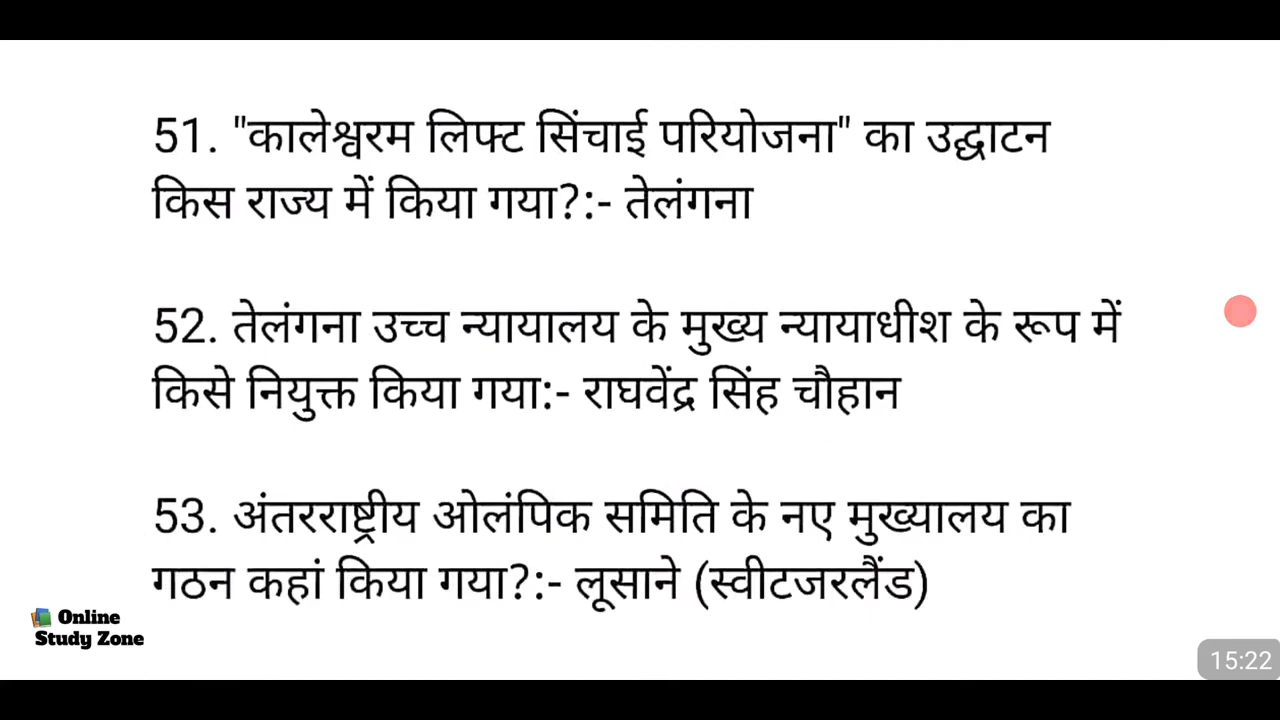 51. "कालेश्वरम लिफ्ट सिंचाई परियोजना" का उद्घाटन
किस राज्य में किया गया?:- तेलंगना
52. तेलंगना उच्च न्यायालय के मुख्य न्यायाधीश के रूप में
किसे नियुक्त किया गया:- राघवेंद्र सिंह चौहान
53. अंतरराष्ट्रीय ओलंपिक समिति के नए मुख्यालय का
गठन कहां किया गया?:- लूसाने (स्वीटजरलैंड)
Online
Study Zone
15:22